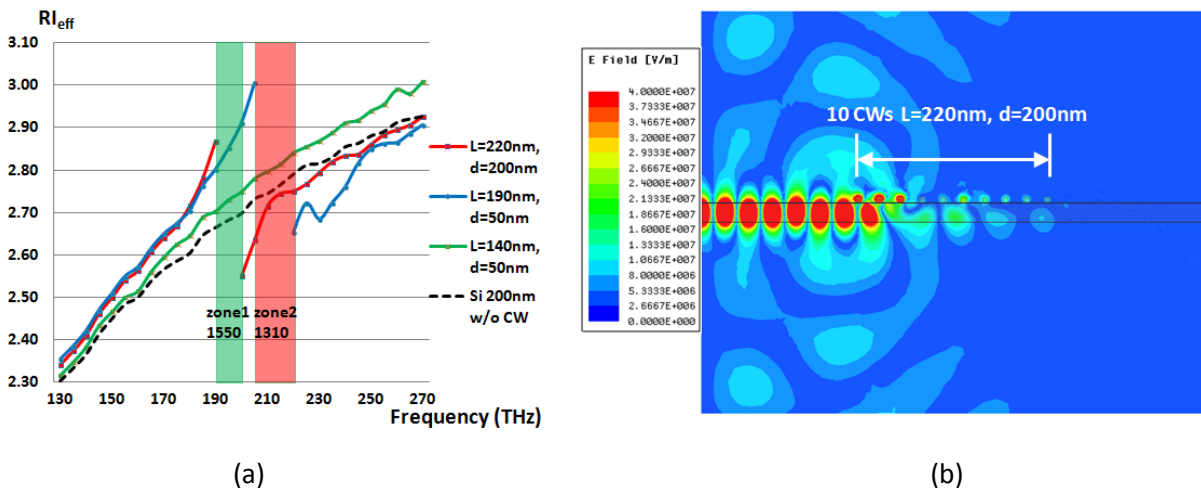 RIeff
3.10
3.00
2.90
2.80
2.70
2.60
2.50
2.40
2.30
130 150 170 190 210 230 250 270
Frequency (THz)
zone1
1550
zone2
1310
L=220nm,
d=200nm
L=190nm,
d=50nm
L=140nm,
d=50nm
Si 200nm
w/o CW
(a)
E Field [V/m]
4.0000E+007
3.7333E+007
3.4667E+007
3.2000E+007
2.9333E+007
2.6667E+007
2.4000E+007
2.1333E+007
1.8667E+007
1.6000E+007
1.3333E+007
1.0667E+007
8.0000E+006
5.3333E+006
2.6667E+006
0.0000E+000
10 CWs L=220nm, d=200nm
(b)